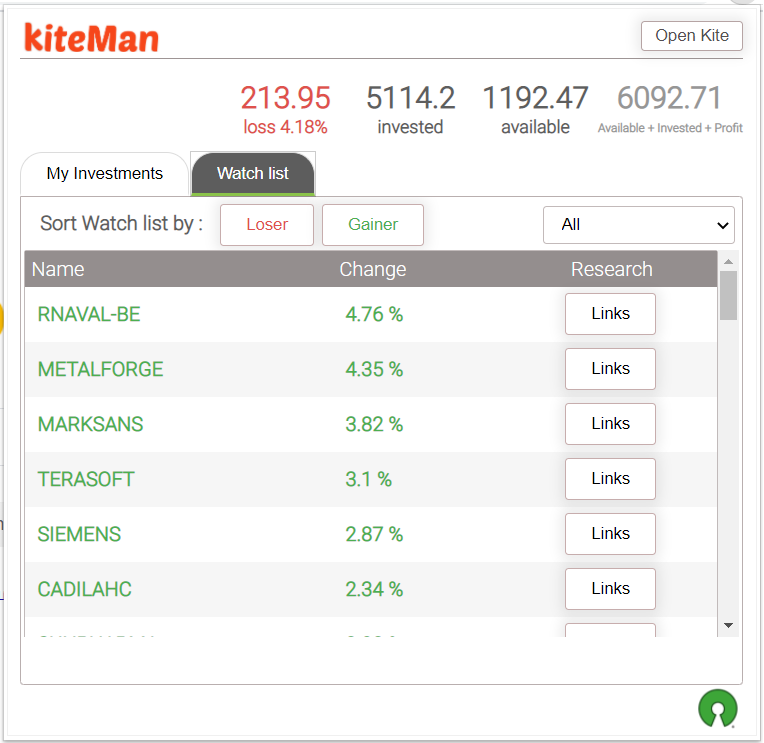 kiteMan
Open Kite
213.95 5114.2 1192.47 6092.71
loss 4.18% invested available Available + Invested + Profit
My Investments Watch list
Sort Watch list by : Loser Gainer All
Name Change Research
RNAVAL-BE 4.76 % Links
METALFORGE 4.35 % Links
MARKSANS 3.82 % Links
TERASOFT 3.1 % Links
SIEMENS 2.87 % Links
CADILAHC 2.34 % Links